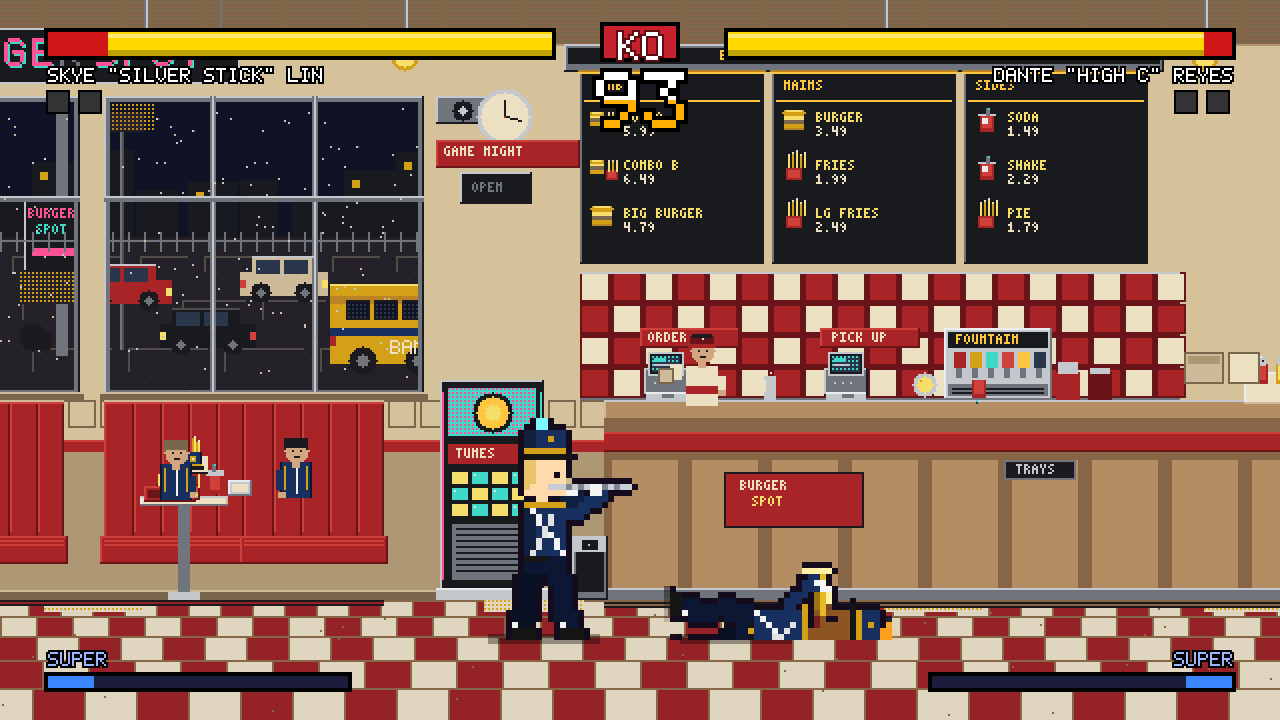 KO
SKYE "SILVER STICK" LIN
DANTE "HIGH C" REYES
93
MAINS
SIDES
BURGER
3.49
SODA
1.49
COMBO B
6.49
FRIES
1.99
SHAKE
2.29
BIG BURGER
4.79
LG FRIES
2.49
PIE
1.79
GAME NIGHT
OPEN
BURGER
SPOT
BAN
ORDER
PICK UP
FOUNTAIN
TUNES
TRAYS
BURGER
SPOT
SUPER
SUPER